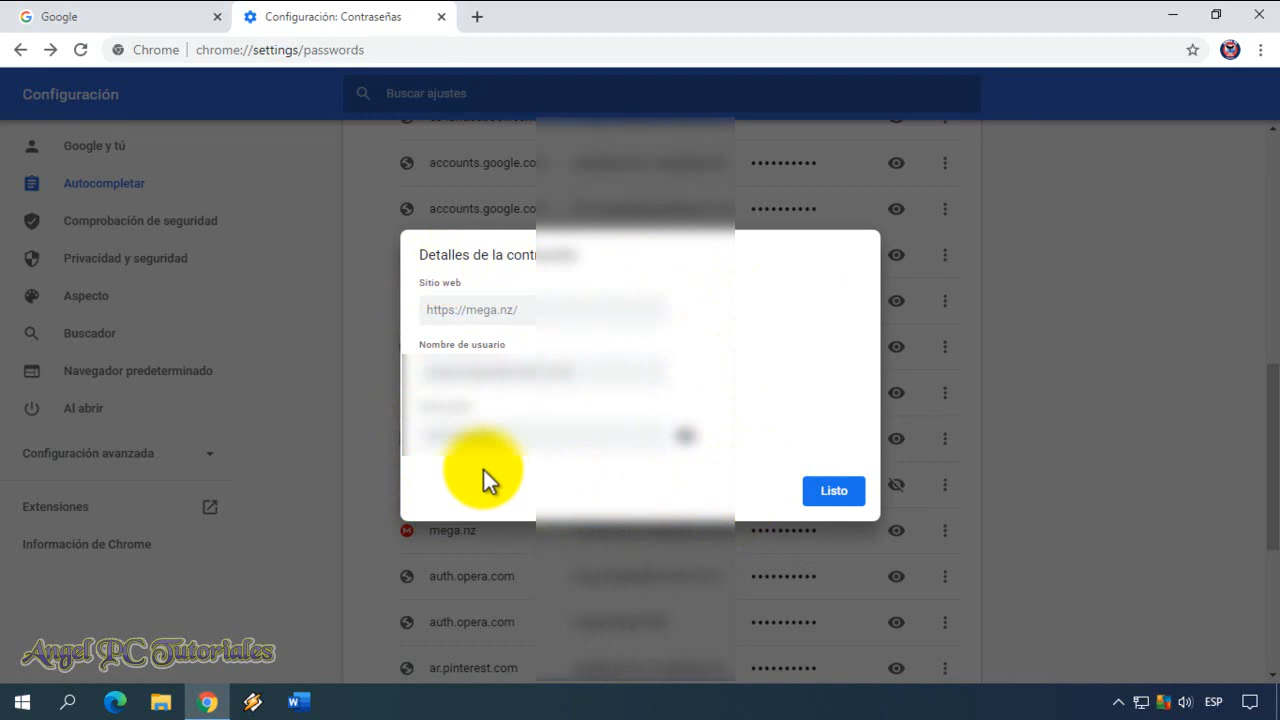 Google
Configuración: Contraseñas
Chrome
chrome://settings/passwords
Configuración
Buscar ajustes
Google y tú
Autocompletar
Comprobación de seguridad
Privacidad y seguridad
Aspecto
Buscador
Navegador predeterminado
Al abrir
Configuración avanzada
Extensiones
Información de Chrome
accounts.google.co
••••••••••
accounts.google.co
••••••••••
Detalles de la
Sitio web
https://mega.nz/
Nombre de usuario
Listo
mega.nz
••••••••••
auth.opera.com
••••••••••
auth.opera.com
••••••••••
ar.pinterest.com
••••••••••
Angel PC Tutoriales
ESP